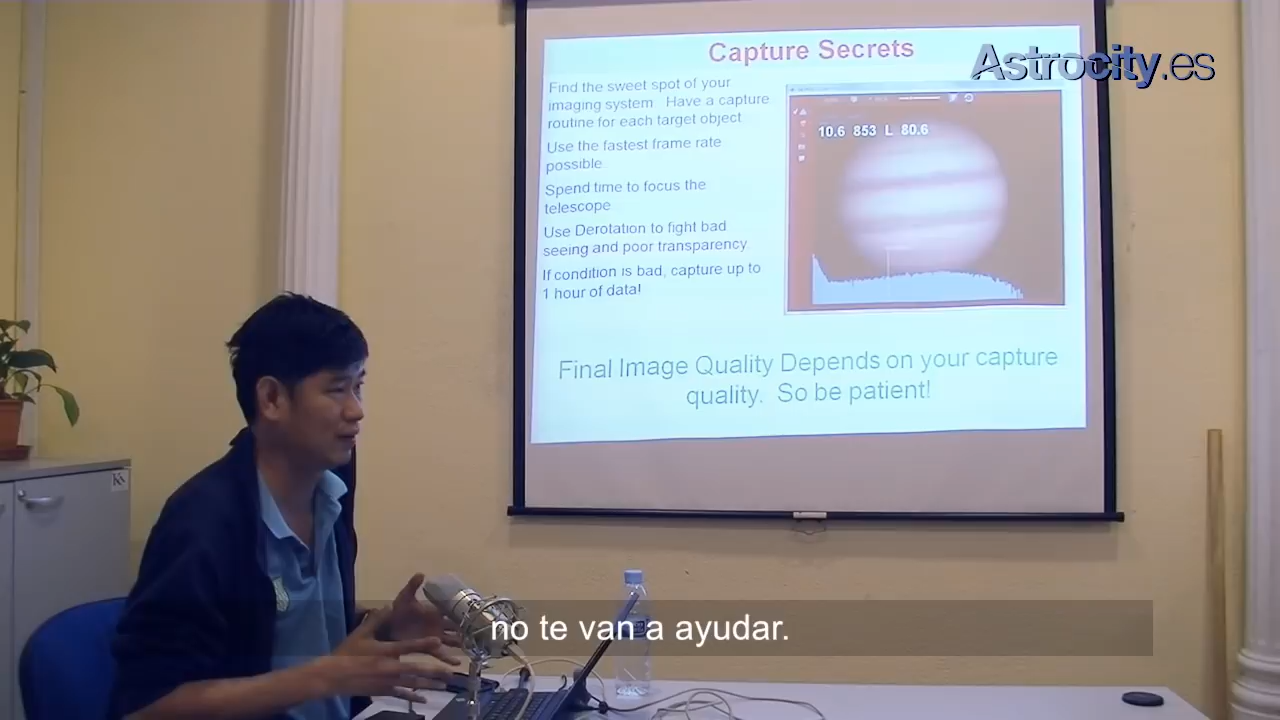 Capture Secrets
Astrocity.es
Find the sweet spot of your
imaging system. Have a capture
routine for each target object
Use the fastest frame rate
possible.
Spend time to focus the
telescope
Use Derotation to fight bad
seeing and poor transparency
If condition is bad, capture up to
1 hour of data!
10.6 853 L 80.6
Final Image Quality Depends on your capture
quality. So be patient!
no te van a ayudar.